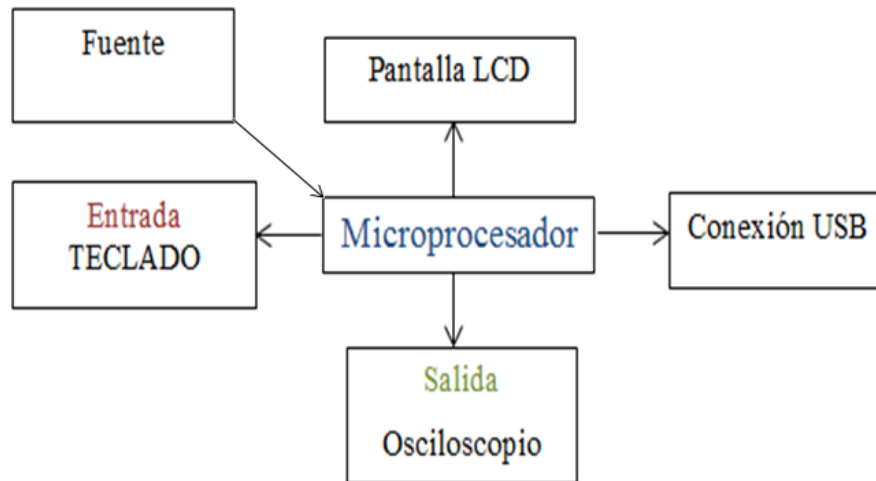 Fuente
Pantalla LCD
Entrada
TECLADO
Microprocesador
Conexión USB
Salida
Osciloscopio